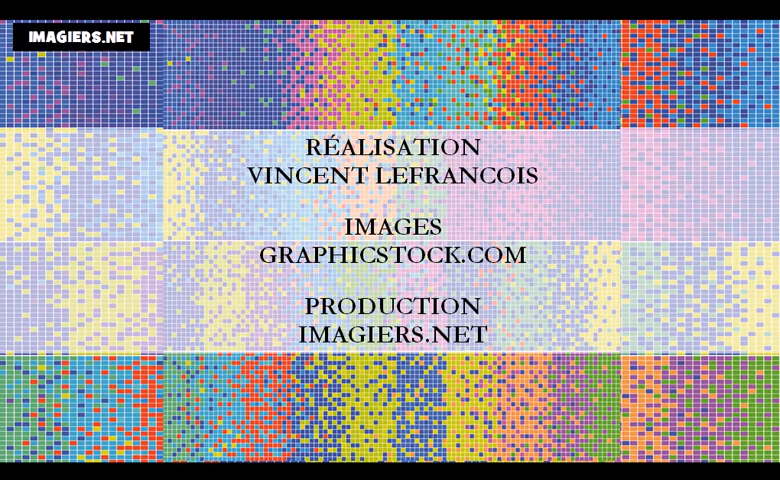 IMAGIERS.NET
RÉALISATION
VINCENT LEFRANCOIS
IMAGES
GRAPHICSTOCK.COM
PRODUCTION
IMAGIERS.NET